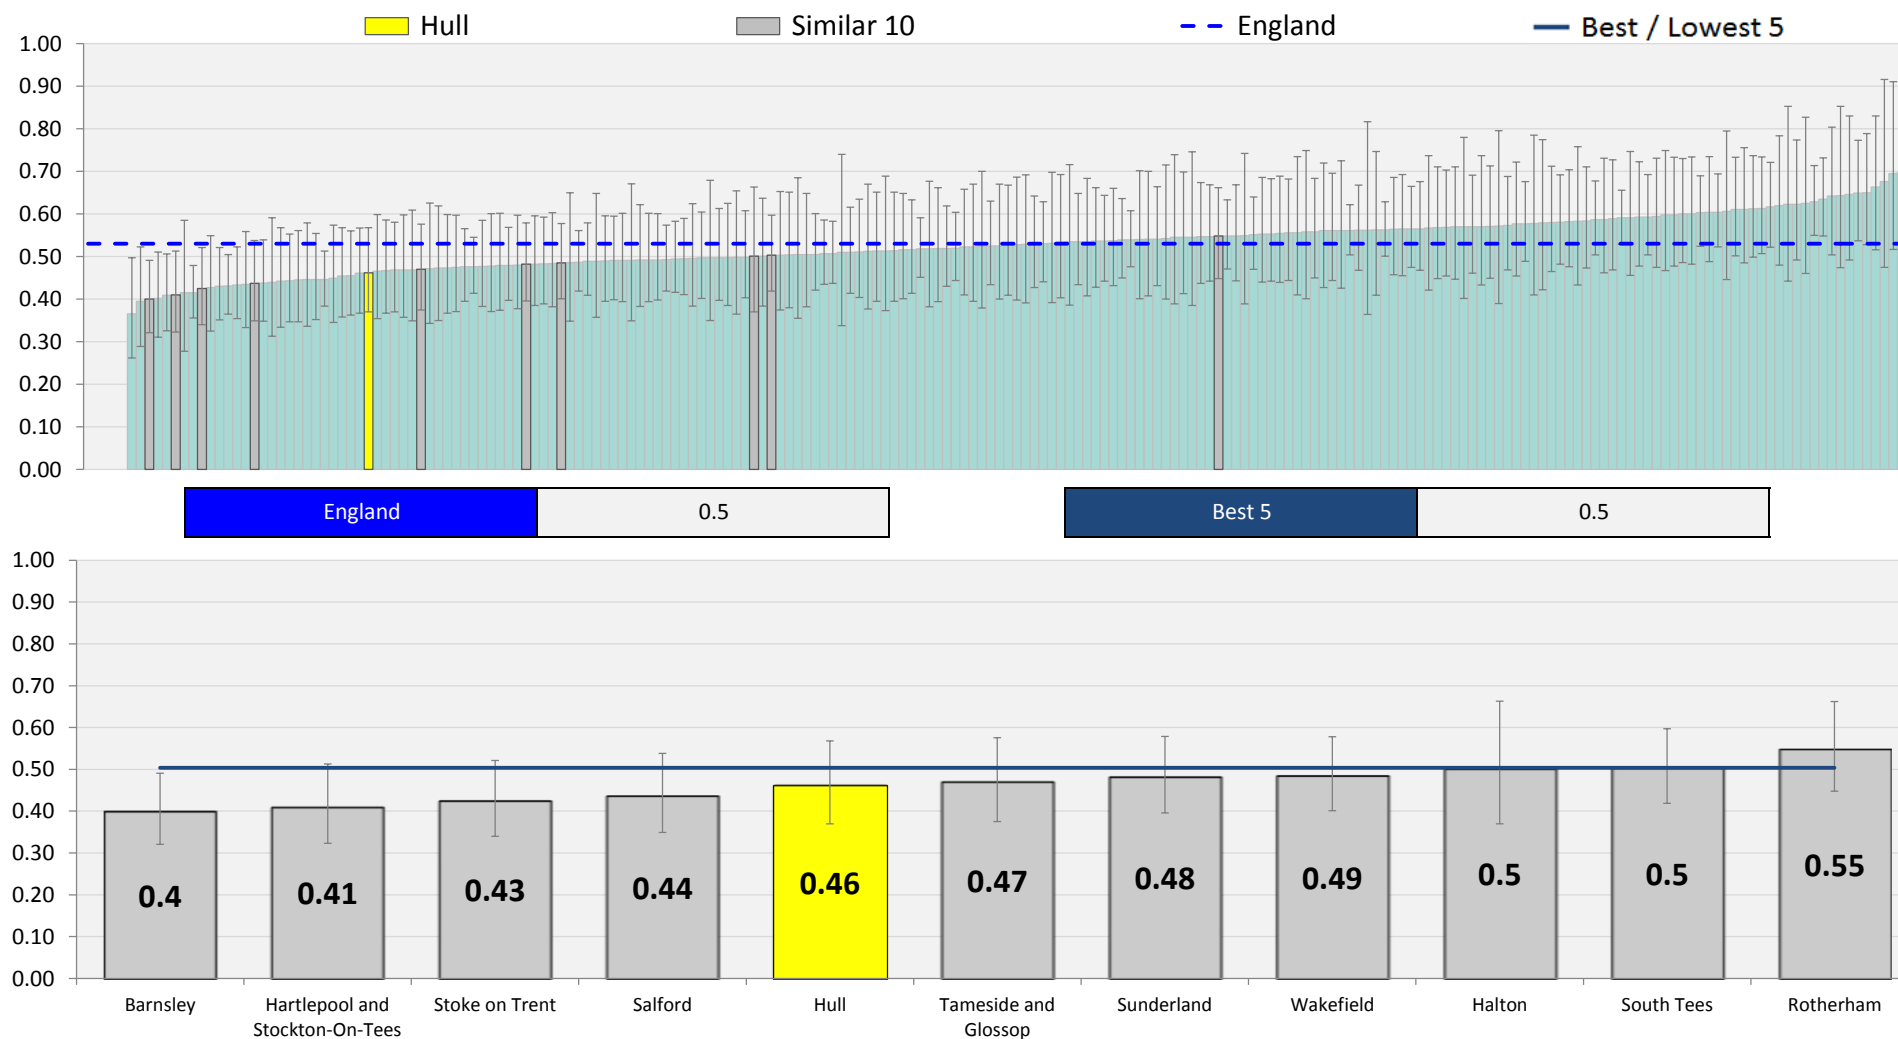 Hull
Similar 10
England
Best / Lowest 5
1.00
0.90
0.80
0.70
0.60
0.50
0.40
0.30
0.20
0.10
0.00
England 0.5
Best 5 0.5
1.00
0.90
0.80
0.70
0.60
0.50
0.40
0.30
0.20
0.10
0.00
0.4
0.41
0.43
0.44
0.46
0.47
0.48
0.49
0.5
0.5
0.55
Barnsley
Hartlepool and
Stockton-On-Tees
Stoke on Trent
Salford
Hull
Tameside and
Glossop
Sunderland
Wakefield
Halton
South Tees
Rotherham